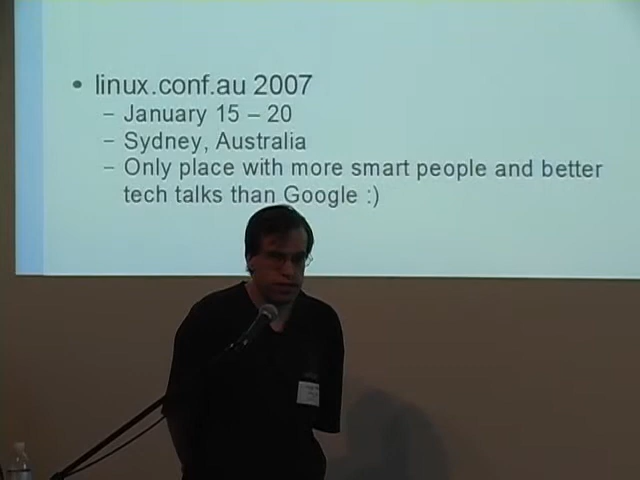 • linux.conf.au 2007
– January 15 – 20
– Sydney, Australia
– Only place with more smart people and better
tech talks than Google :)